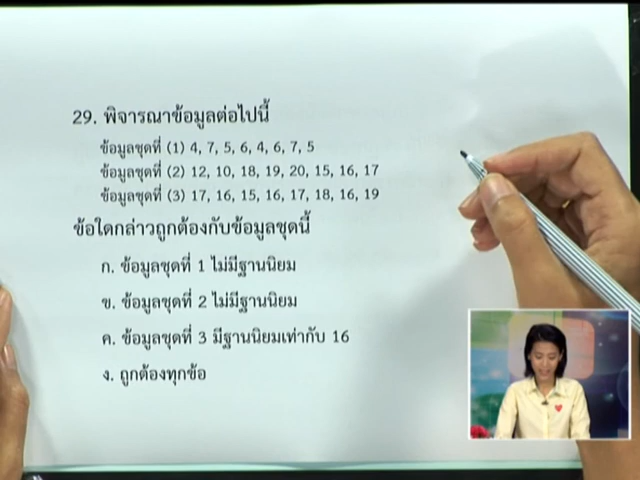 29. พิจารณาข้อมูลต่อไปนี้
ข้อมูลชุดที่ (1) 4, 7, 5, 6, 4, 6, 7, 5
ข้อมูลชุดที่ (2) 12, 10, 18, 19, 20, 15, 16, 17
ข้อมูลชุดที่ (3) 17, 16, 15, 16, 17, 18, 16, 19
ข้อใดกล่าวถูกต้องกับข้อมูลชุดนี้
ก. ข้อมูลชุดที่ 1 ไม่มีฐานนิยม
ข. ข้อมูลชุดที่ 2 ไม่มีฐานนิยม
ค. ข้อมูลชุดที่ 3 มีฐานนิยมเท่ากับ 16
ง. ถูกต้องทุกข้อ